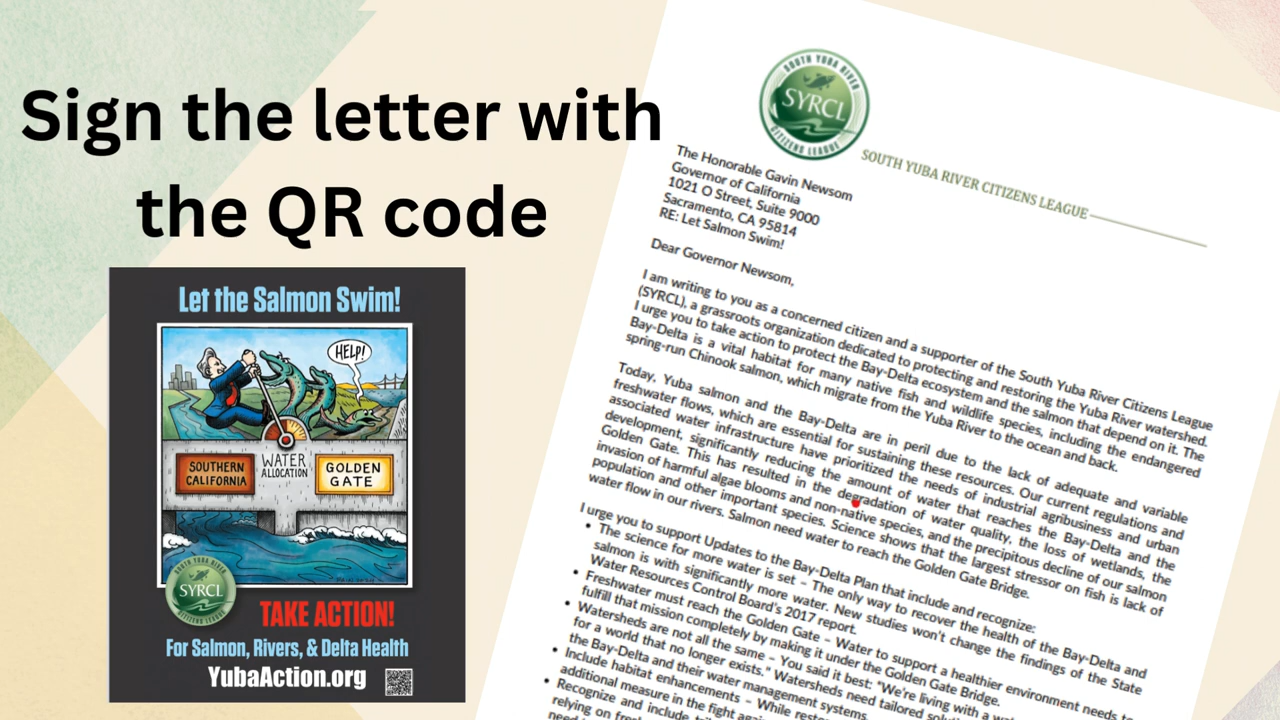 Sign the letter with
the QR code
Let the Salmon Swim!
HELP!
SOUTHERN
CALIFORNIA
WATER
ALLOCATION
GOLDEN
GATE
SOUTH YUBA RIVER
SYRCL
CITIZENS LEAGUE
TAKE ACTION!
For Salmon, Rivers, & Delta Health
YubaAction.org
SOUTH YUBA RIVER
SYRCL
CITIZENS LEAGUE
SOUTH YUBA RIVER CITIZENS LEAGUE
The Honorable Gavin Newsom
Governor of California
1021 O Street, Suite 9000
Sacramento, CA 95814
RE: Let Salmon Swim!
Dear Governor Newsom,
I am writing to you as a concerned citizen and a supporter of the South Yuba River Citizens League
(SYRCL), a grassroots organization dedicated to protecting and restoring the Yuba River watershed.
I urge you to take action to protect the Bay-Delta ecosystem and the salmon that depend on it. The
Bay-Delta is a vital habitat for many native fish and wildlife species, including the endangered
spring-run Chinook salmon, which migrate from the Yuba River to the ocean and back.
Today, Yuba salmon and the Bay-Delta are in peril due to the lack of adequate and variable
freshwater flows, which are essential for sustaining these resources. Our current regulations and
associated water infrastructure have prioritized the needs of industrial agribusiness and urban
development, significantly reducing the amount of water that reaches the Bay-Delta and the
Golden Gate. This has resulted in the degradation of water quality, the loss of wetlands, the
invasion of harmful algae blooms and non-native species, and the precipitous decline of our salmon
population and other important species. Science shows that the largest stressor on fish is lack of
water flow in our rivers. Salmon need water to reach the Golden Gate Bridge.
I urge you to support Updates to the Bay-Delta Plan that include and recognize:
• The science for more water is set – The only way to recover the health of the Bay-Delta and
salmon is with significantly more water. New studies won't change the findings of the State
Water Resources Control Board's 2017 report.
• Freshwater must reach the Golden Gate – Water to support a healthier environment needs to
fulfill that mission completely by making it under the Golden Gate Bridge.
• Watersheds are not all the same – You said it best: "We're living with a
for a world that no longer exists." Watersheds need tailored
the Bay-Delta and their water management systems.
• Include habitat enhancements – While
additional measure in the fight
• Recognize and include
relying on